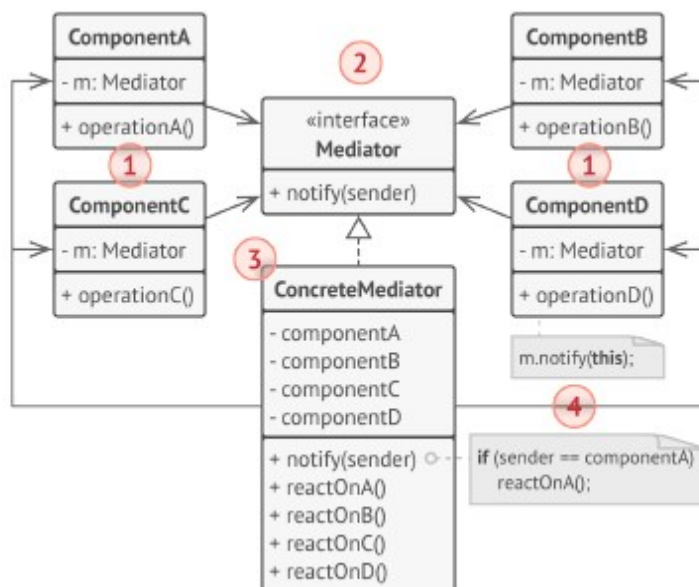 ComponentA
- m: Mediator
+ operationA()
ComponentB
- m: Mediator
+ operationB()
2
«interface»
Mediator
+ notify(sender)
1
1
ComponentC
- m: Mediator
+ operationC()
ComponentD
- m: Mediator
+ operationD()
m.notify(this);
3
ConcreteMediator
- componentA
- componentB
- componentC
- componentD
+ notify(sender)
+ reactOnA()
+ reactOnB()
+ reactOnC()
+ reactOnD()
4
if (sender == componentA)
reactOnA();